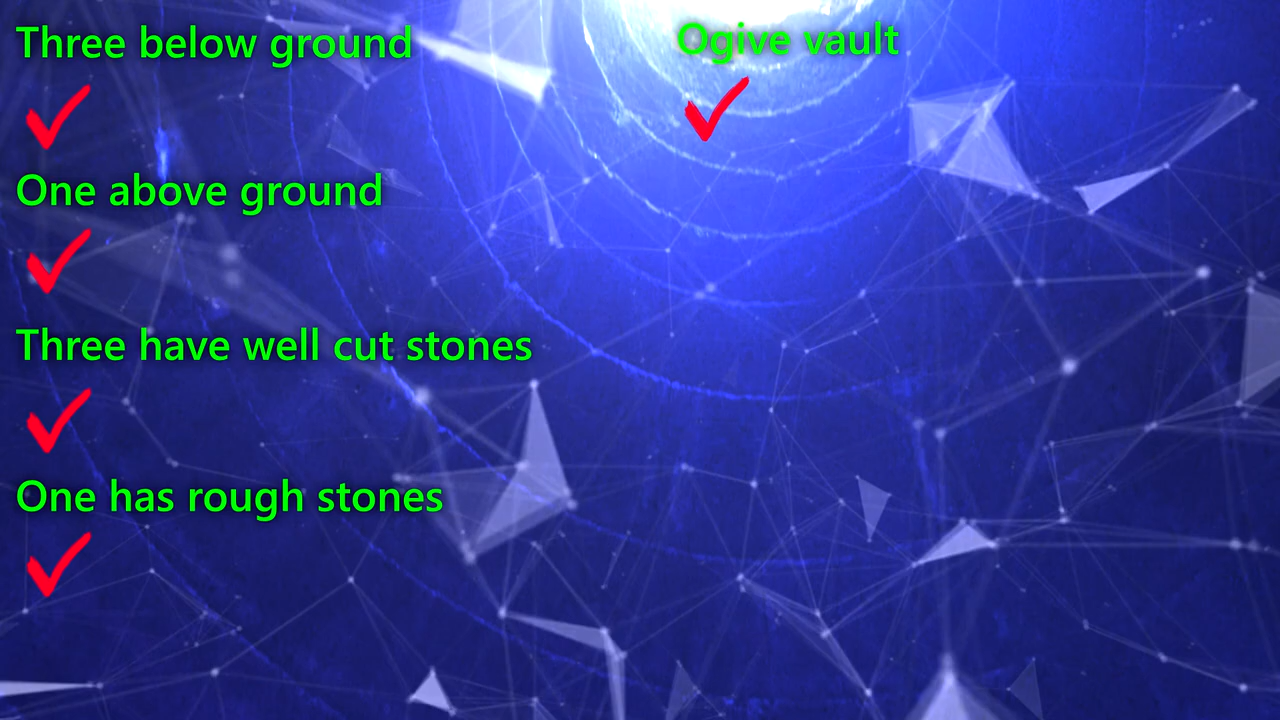 Three below ground
One above ground
Three have well cut stones
One has rough stones
Ogive vault